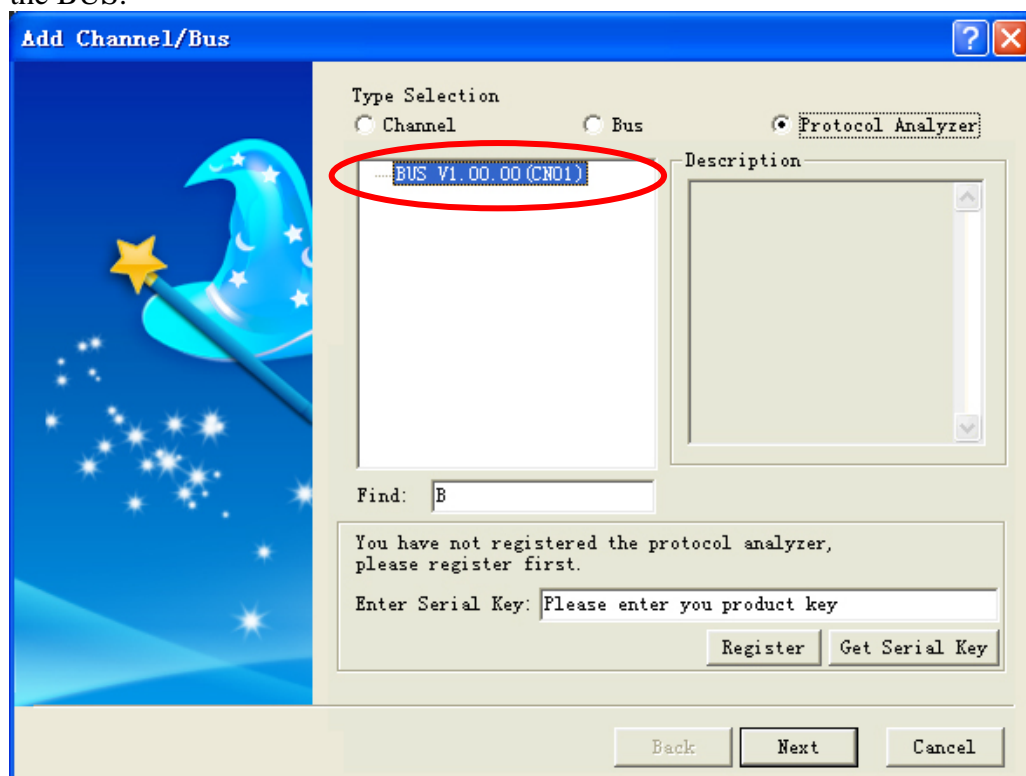 the BUS.
Add Channel/Bus
Type Selection
Channel Bus Protocol Analyzer
BUS V1.00.00(CN01)
Description
Find: B
You have not registered the protocol analyzer,
please register first.
Enter Serial Key: Please enter you product key
Register Get Serial Key
Back Next Cancel